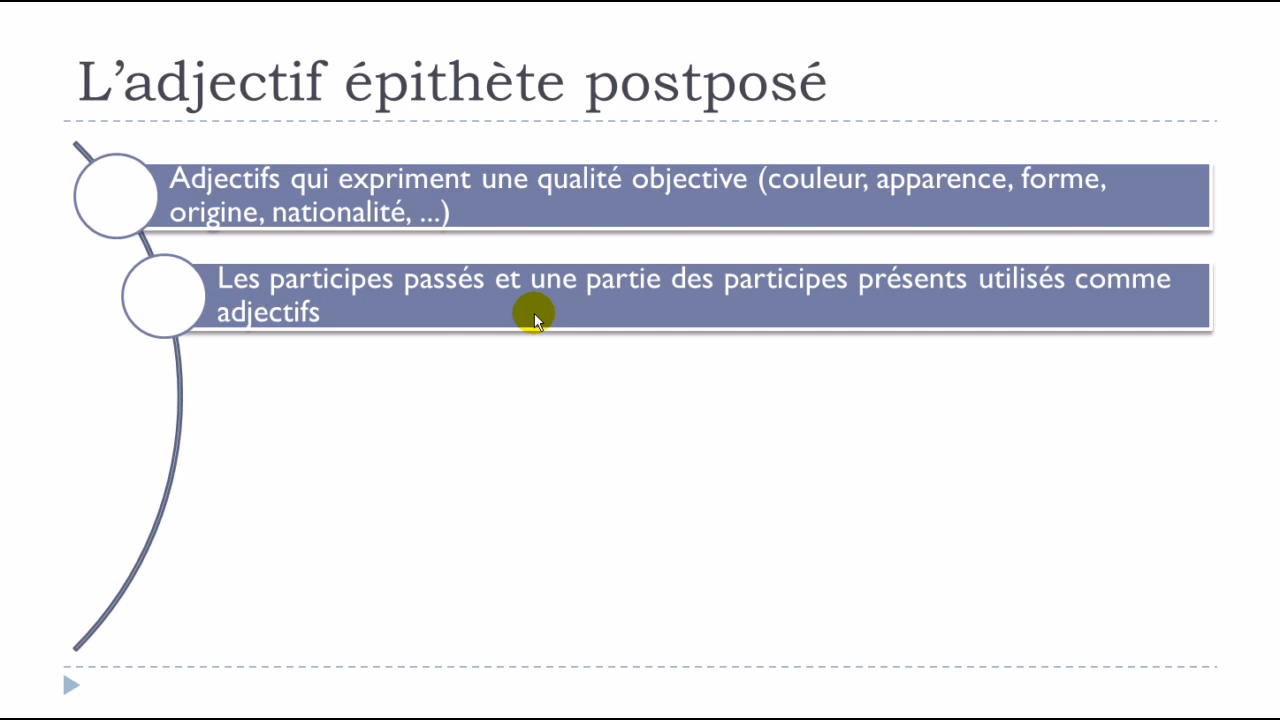 L’adjectif épithète postposé
Adjectifs qui expriment une qualité objective (couleur, apparence, forme,
origine, nationalité, ...)
Les participes passés et une partie des participes présents utilisés comme
adjectifs